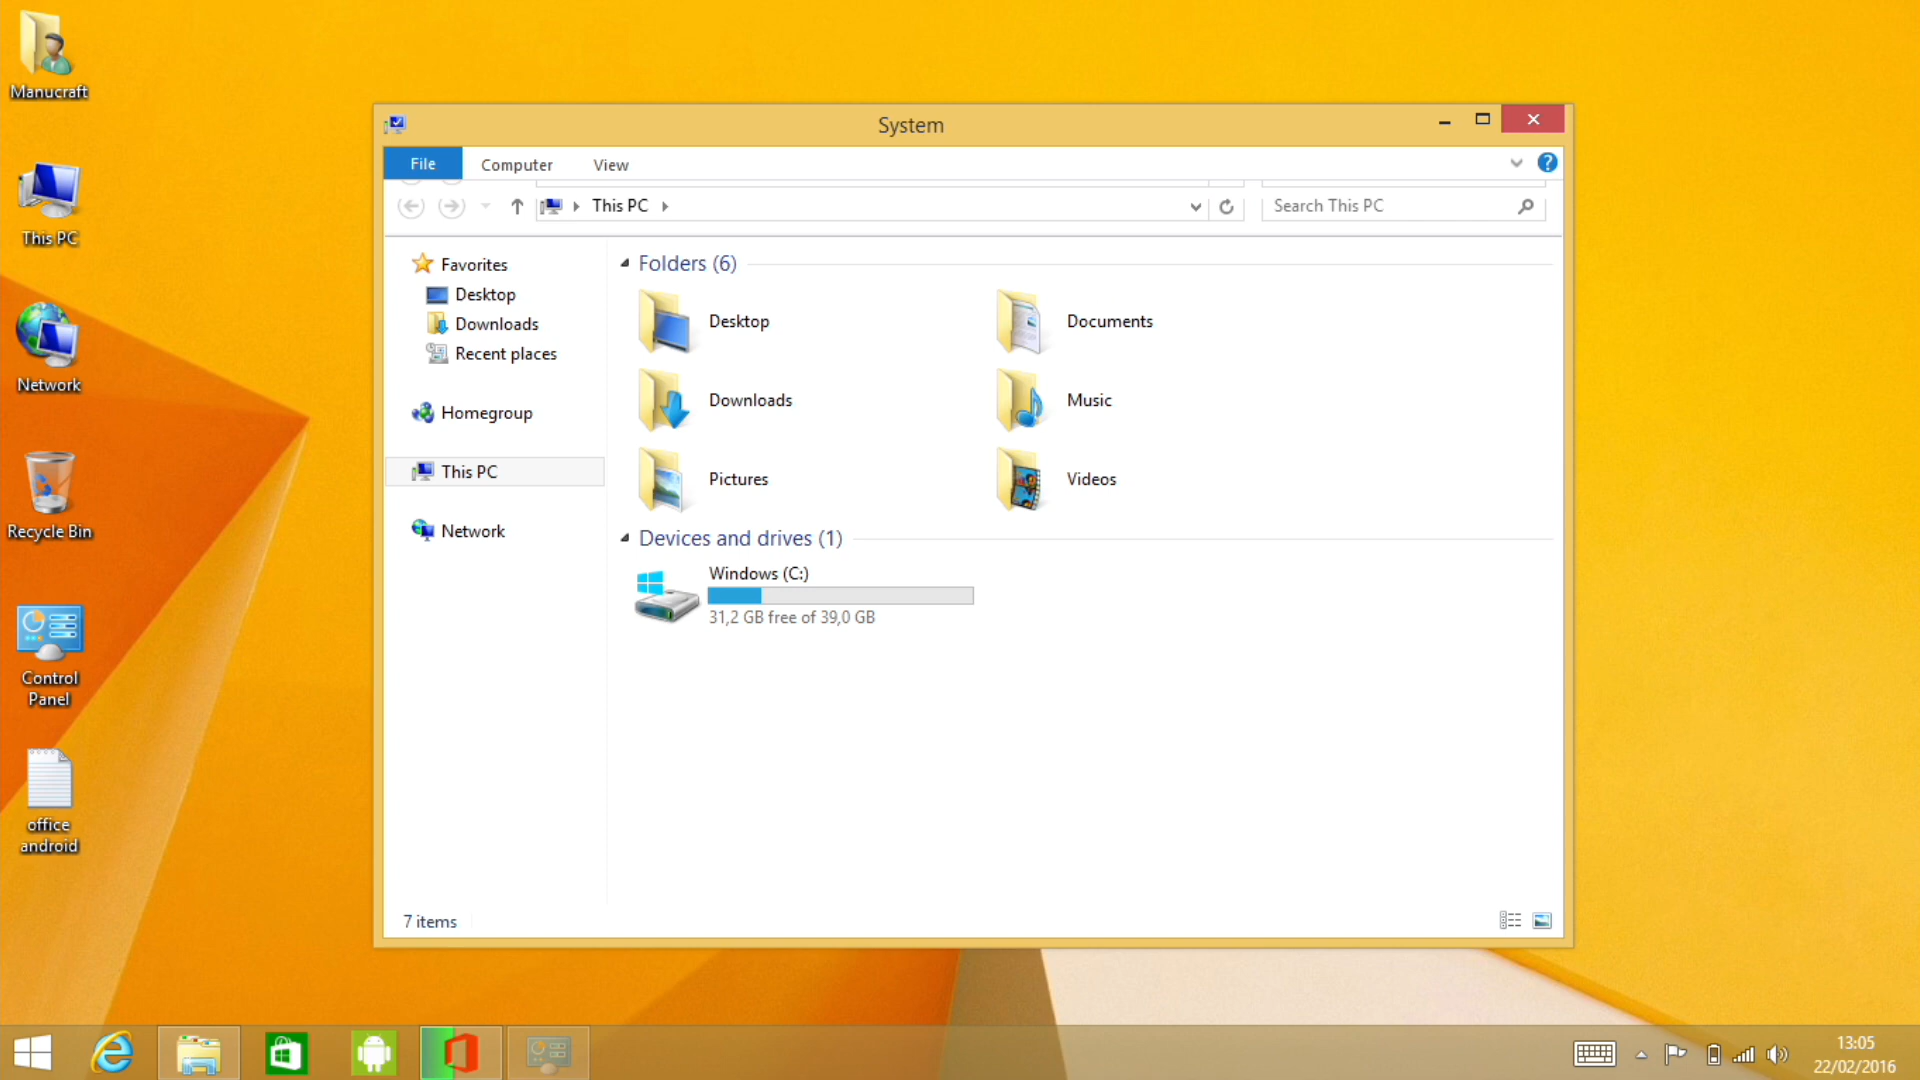 Manucraft
This PC
Network
Recycle Bin
Control
Panel
office
android
System
File
Computer
View
?
This PC
Search This PC
Favorites
Desktop
Downloads
Recent places
Homegroup
This PC
Network
Folders (6)
Desktop
Documents
Downloads
Music
Pictures
Videos
Devices and drives (1)
Windows (C:)
31,2 GB free of 39,0 GB
7 items
13:05
22/02/2016